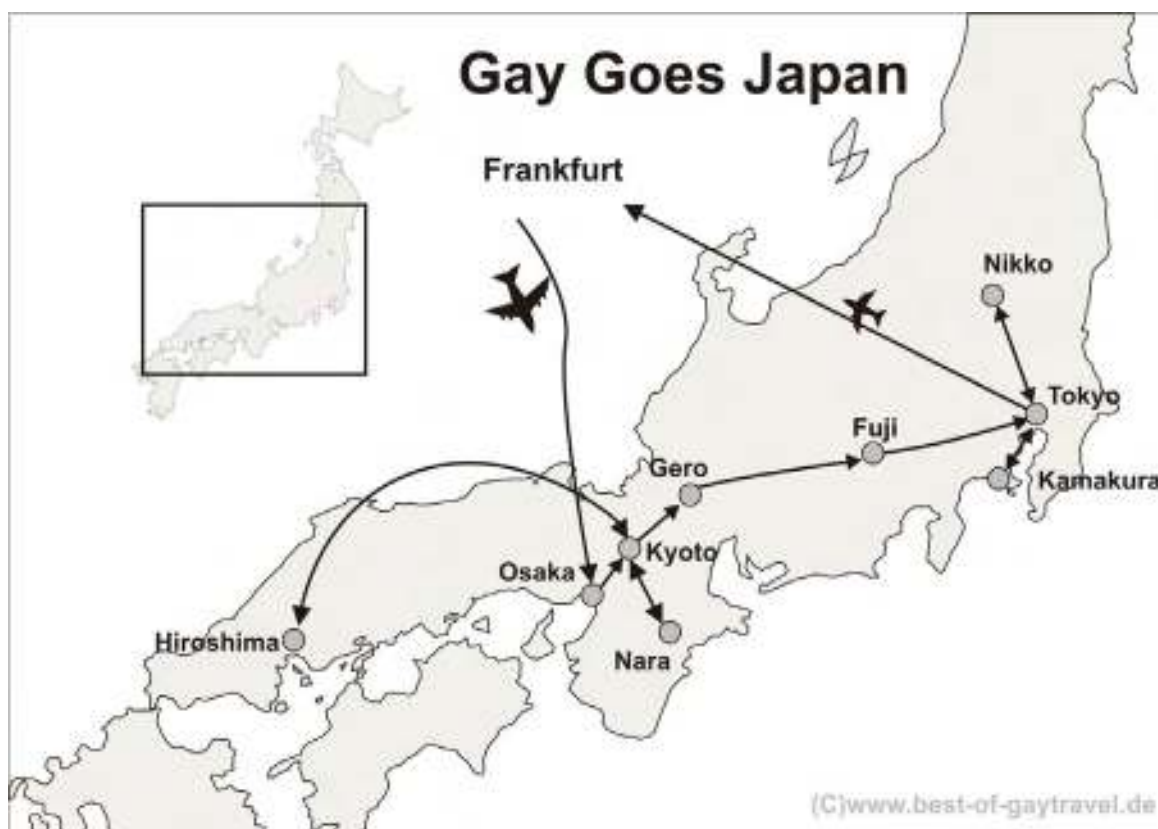 Gay Goes Japan
Frankfurt
Nikko
Tokyo
Fuji
Gero
Kamakura
Kyoto
Osaka
Hiroshima
Nara
(C)www.best-of-gaytravel.de